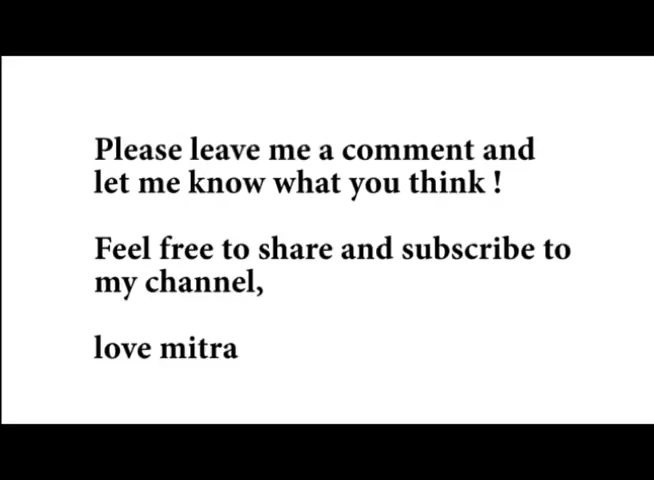 Please leave me a comment and
let me know what you think !
Feel free to share and subscribe to
my channel,
love mitra